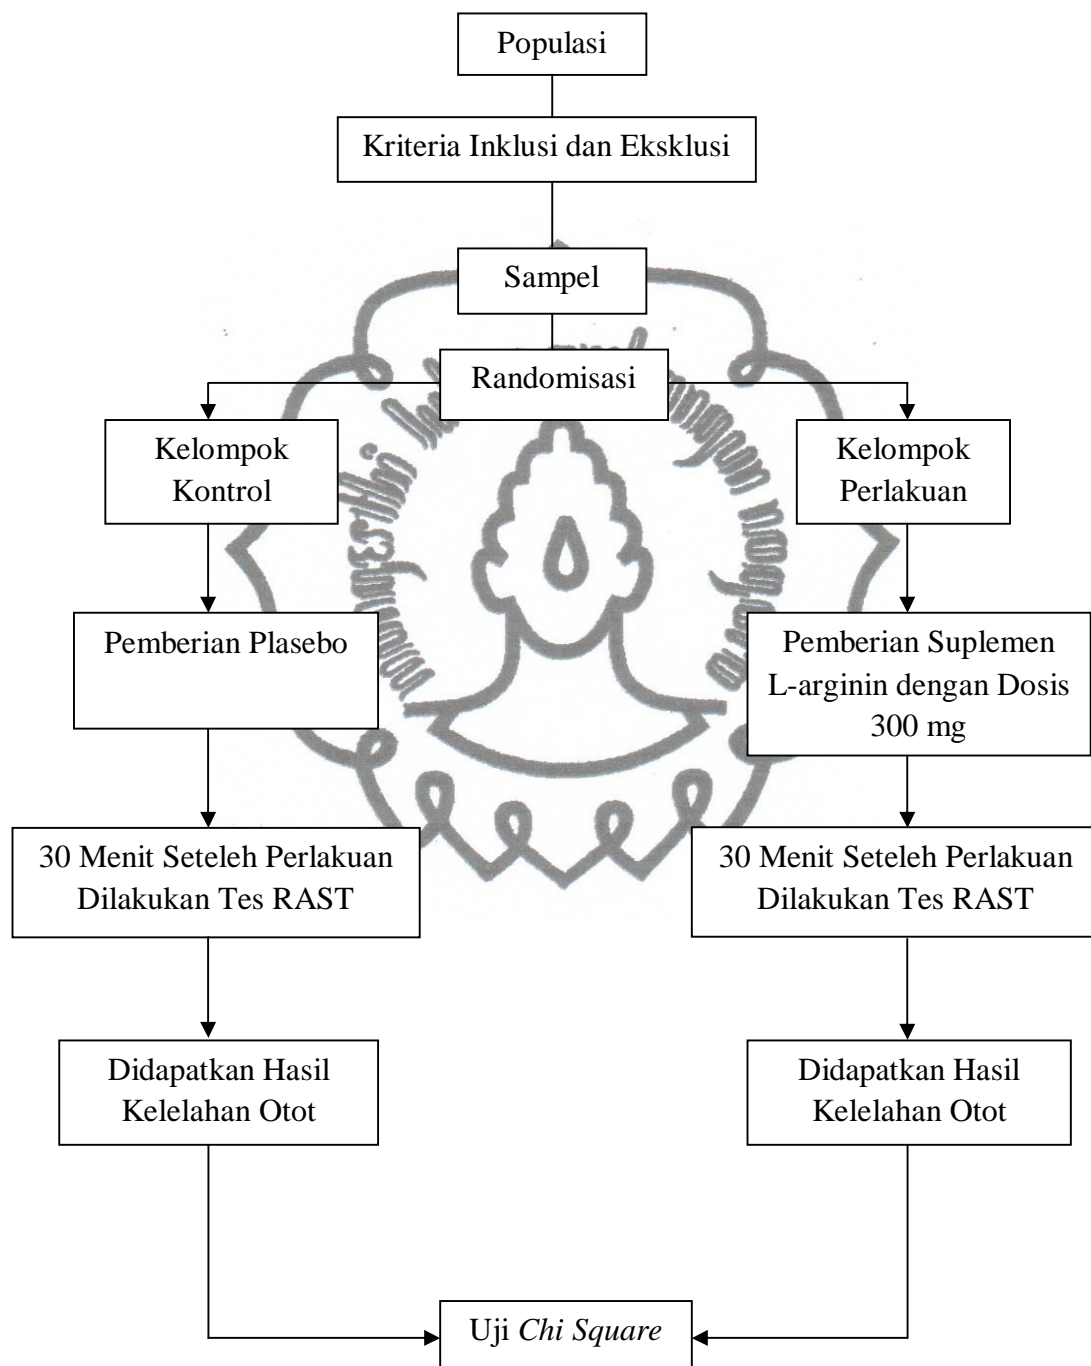 Populasi
Kriteria Inklusi dan Eksklusi
Sampel
Randomisasi
Kelompok
Kontrol
Kelompok
Perlakuan
Pemberian Plasebo
Pemberian Suplemen
L-arginin dengan Dosis
300 mg
30 Menit Seteleh Perlakuan
Dilakukan Tes RAST
30 Menit Seteleh Perlakuan
Dilakukan Tes RAST
Didapatkan Hasil
Kelelahan Otot
Didapatkan Hasil
Kelelahan Otot
Uji Chi Square